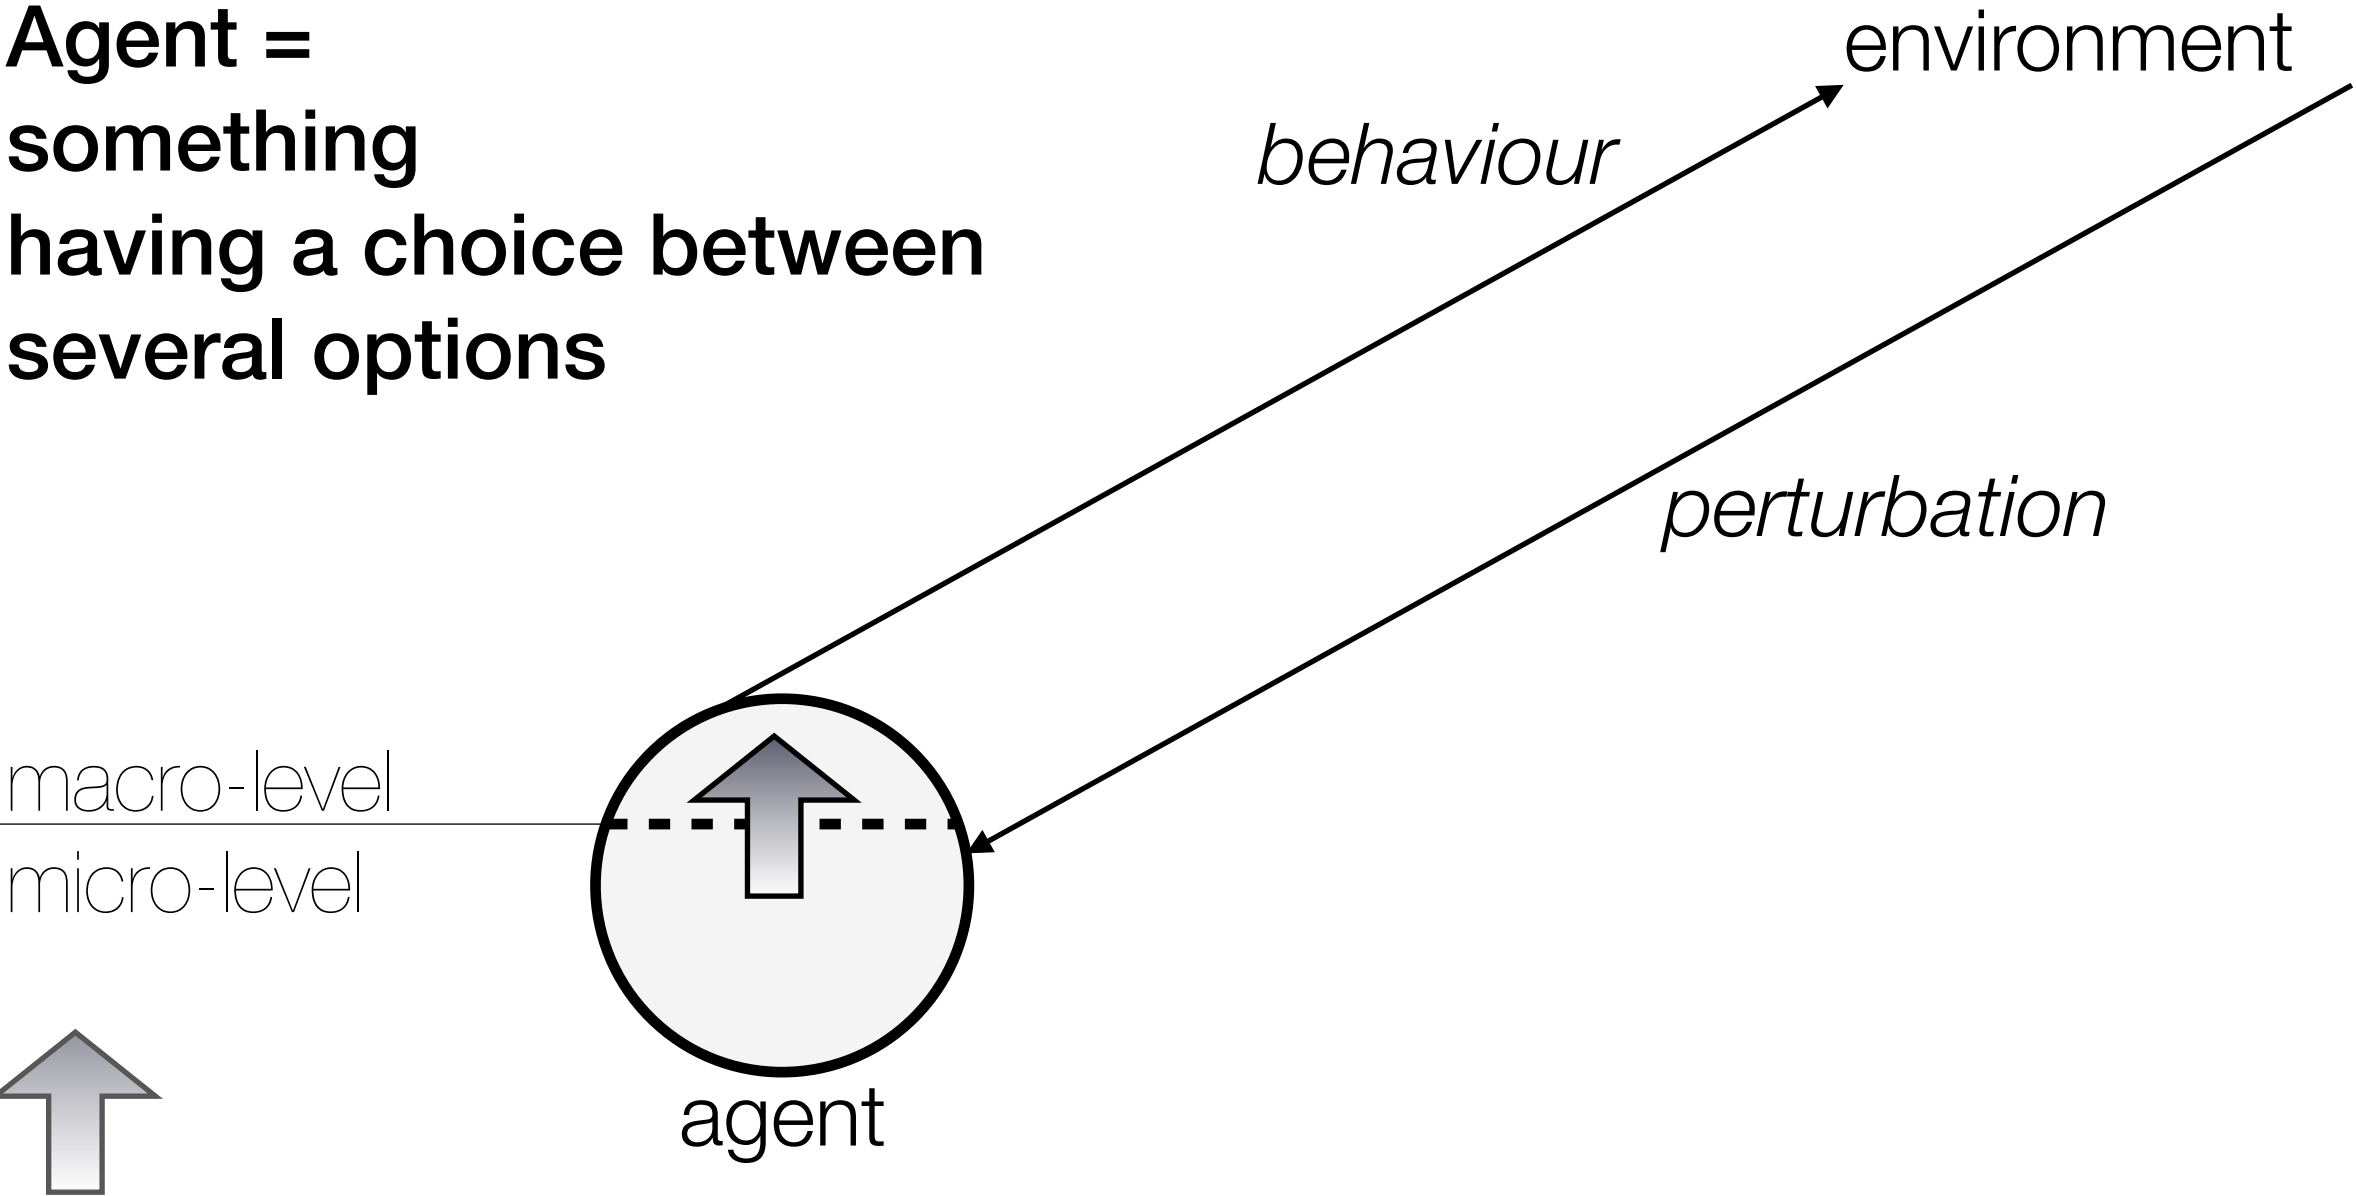 Agent =
something
having a choice between
several options
environment
behaviour
perturbation
macro-level
micro-level
agent